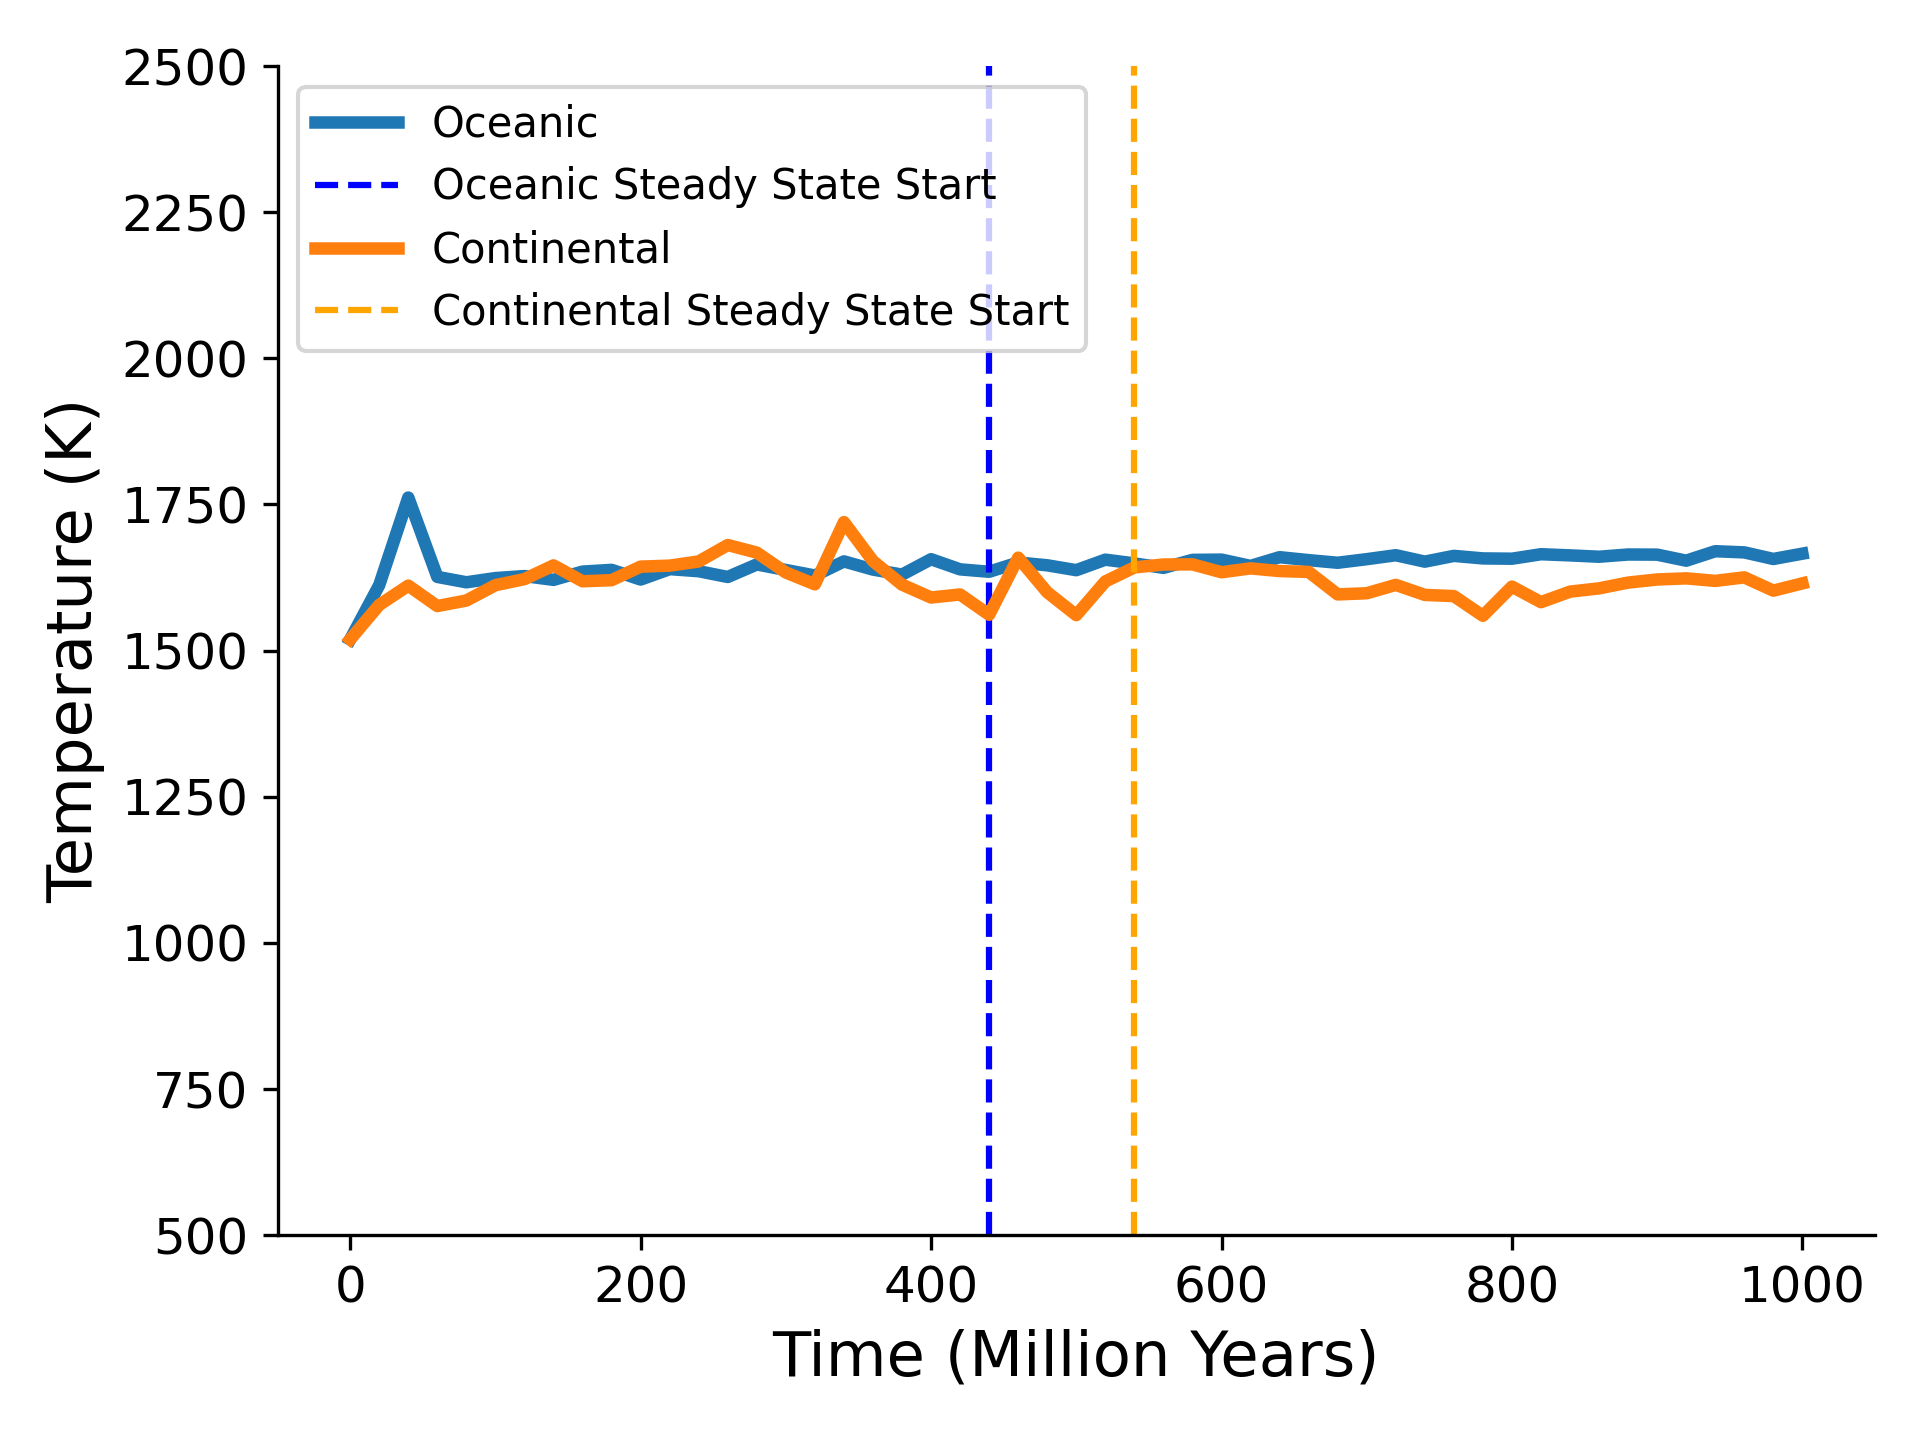 2500
2250
2000
1750
1500
1250
1000
750
500
Temperature (K)
Oceanic
Oceanic Steady State Start
Continental
Continental Steady State Start
0 200 400 600 800 1000
Time (Million Years)